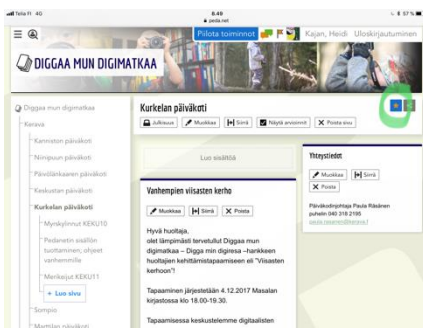 Telia FI 4G
8.49
57 %
peda.net
Piilota toiminnot
Kajan, Heidi Uloskirjautuminen
DIGGAA MUN DIGIMATKAA
Diggaa mun digimatkaa
Kerava
Kanniston päiväkoti
Niinipuun päiväkoti
Päivölänkaaren päiväkoti
Keskustan päiväkoti
Kurkelan päiväkoti
Myrskylinnut KEKU10
Pedanetin sisällön
tuottaminen; ohjeet
vanhemmille
Merikeijut KEKU11
+ Luo sivu
Sompio
Marttilan päiväkoti
Kurkelan päiväkoti
Julkisuus
Muokkaa
Siirrä
Näytä arvioinnit
Poista sivu
Luo sisältöä
Vanhempien viisasten kerho
Muokkaa
Siirrä
Poista
Hyvä huoltaja,
olet lämpimästi tervetullut Diggaa mun
digimatkaa – Digga min digiresa –hankkeen
huoltajien kehittämistapaamiseen eli "Viisasten
kerhoon"!
Tapaaminen järjestetään 4.12.2017 Masalan
kirjastossa klo 18.00-19.30.
Tapaamisessa keskustelemme digitaalisten
Yhteystiedot
Muokkaa
Siirrä
Poista
Päiväkodinjohtaja Paula Räsänen
puhelin 040 318 2195